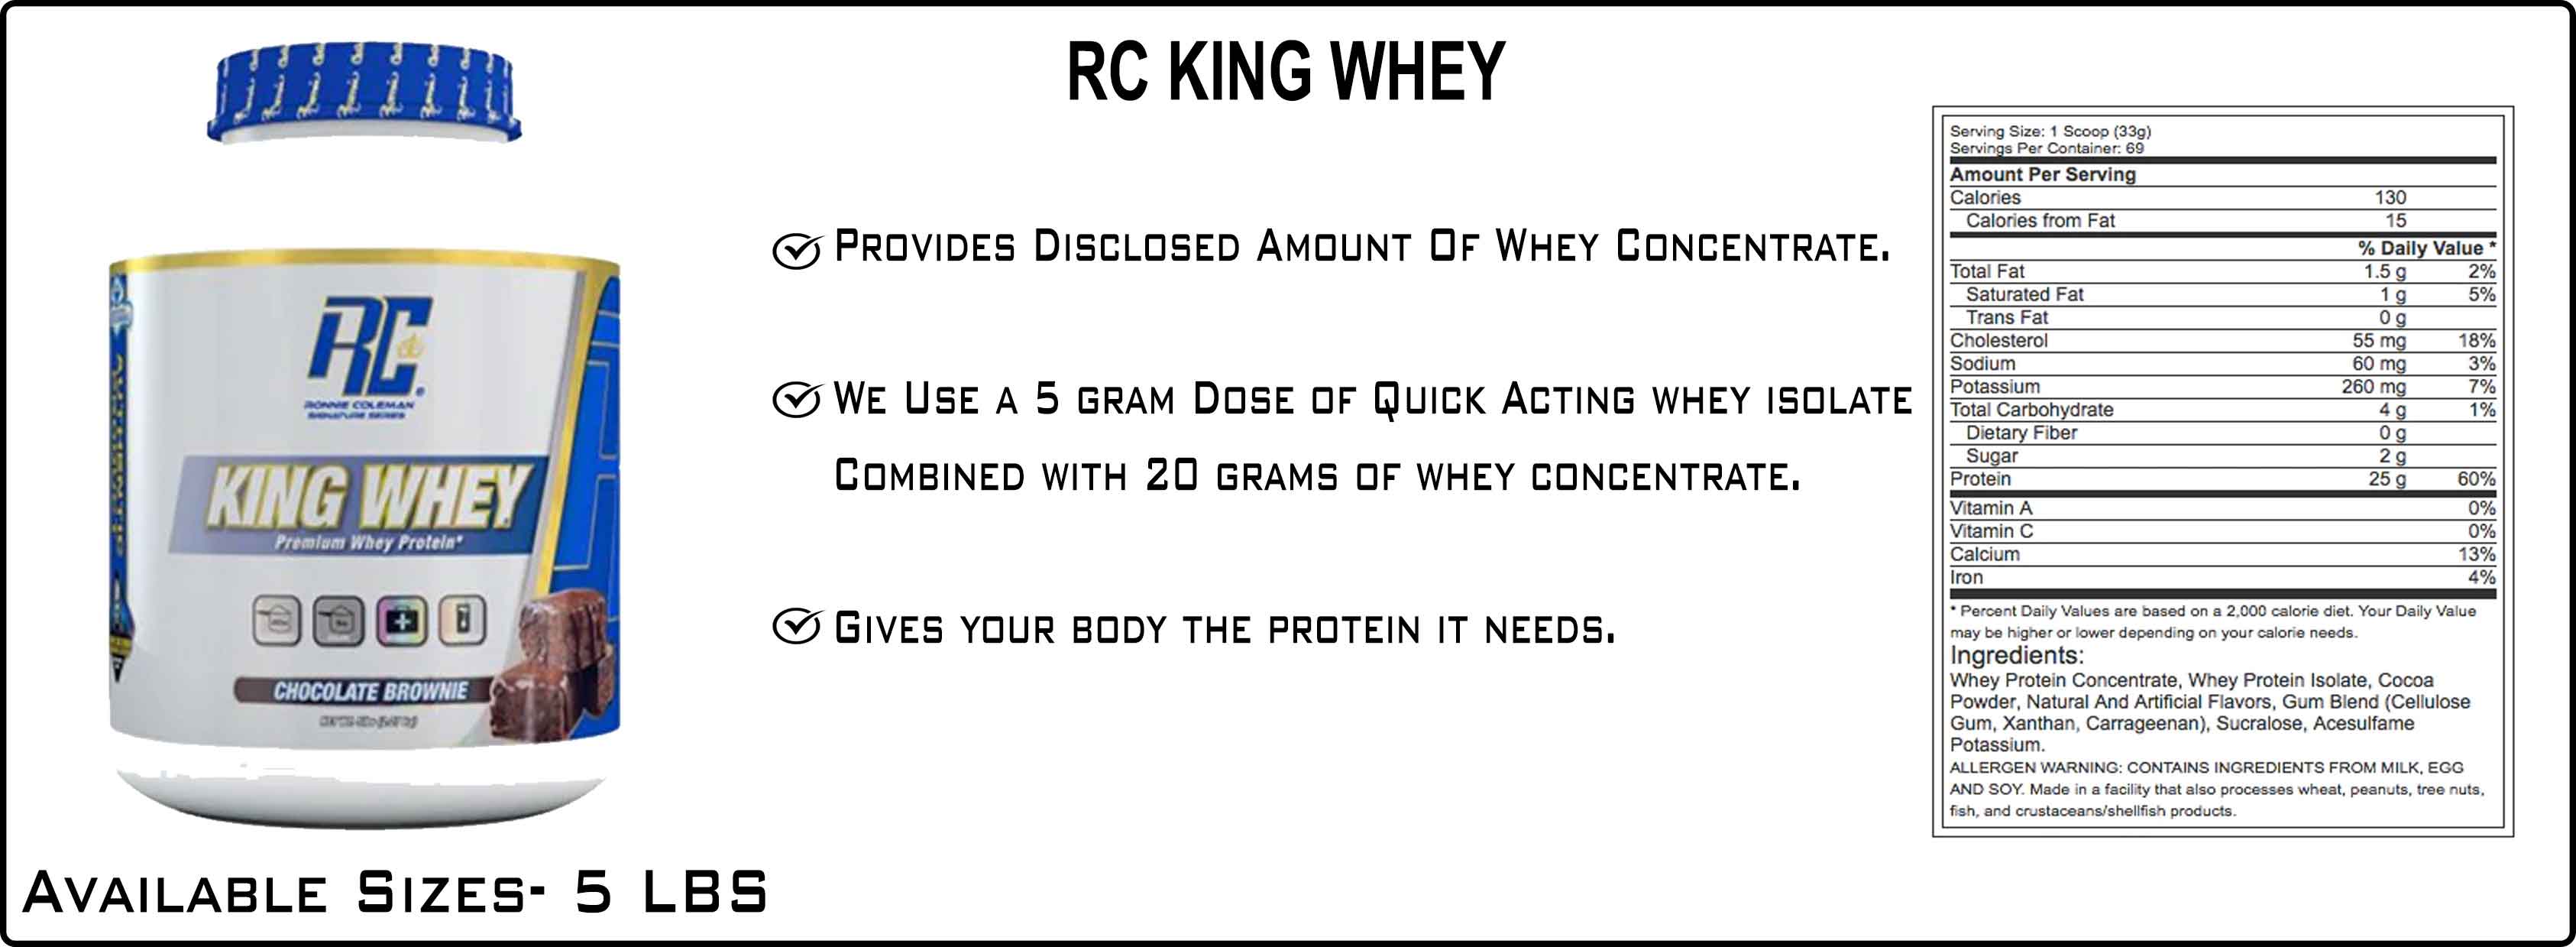 RC KING WHEY
RC
RONNIE COLEMAN
SIGNATURE SERIES
KING WHEY
Premium Whey Protein*
CHOCOLATE BROWNIE
AVAILABLE SIZES- 5 LBS
PROVIDES DISCLOSED AMOUNT OF WHEY CONCENTRATE.
WE USE A 5 GRAM DOSE OF QUICK ACTING WHEY ISOLATE
COMBINED WITH 20 GRAMS OF WHEY CONCENTRATE.
GIVES YOUR BODY THE PROTEIN IT NEEDS.
Serving Size: 1 Scoop (33g)
Servings Per Container: 69
Amount Per Serving
Calories 130
Calories from Fat 15
% Daily Value *
Total Fat 1.5 g 2%
Saturated Fat 1 g 5%
Trans Fat 0 g
Cholesterol 55 mg 18%
Sodium 60 mg 3%
Potassium 260 mg 7%
Total Carbohydrate 4 g 1%
Dietary Fiber 0 g
Sugar 2 g
Protein 25 g 60%
Vitamin A 0%
Vitamin C 0%
Calcium 13%
Iron 4%
* Percent Daily Values are based on a 2,000 calorie diet. Your Daily Value
may be higher or lower depending on your calorie needs.
Ingredients:
Whey Protein Concentrate, Whey Protein Isolate, Cocoa
Powder, Natural And Artificial Flavors, Gum Blend (Cellulose
Gum, Xanthan, Carrageenan), Sucralose, Acesulfame
Potassium.
ALLERGEN WARNING: CONTAINS INGREDIENTS FROM MILK, EGG
AND SOY. Made in a facility that also processes wheat, peanuts, tree nuts,
fish, and crustaceans/shellfish products.